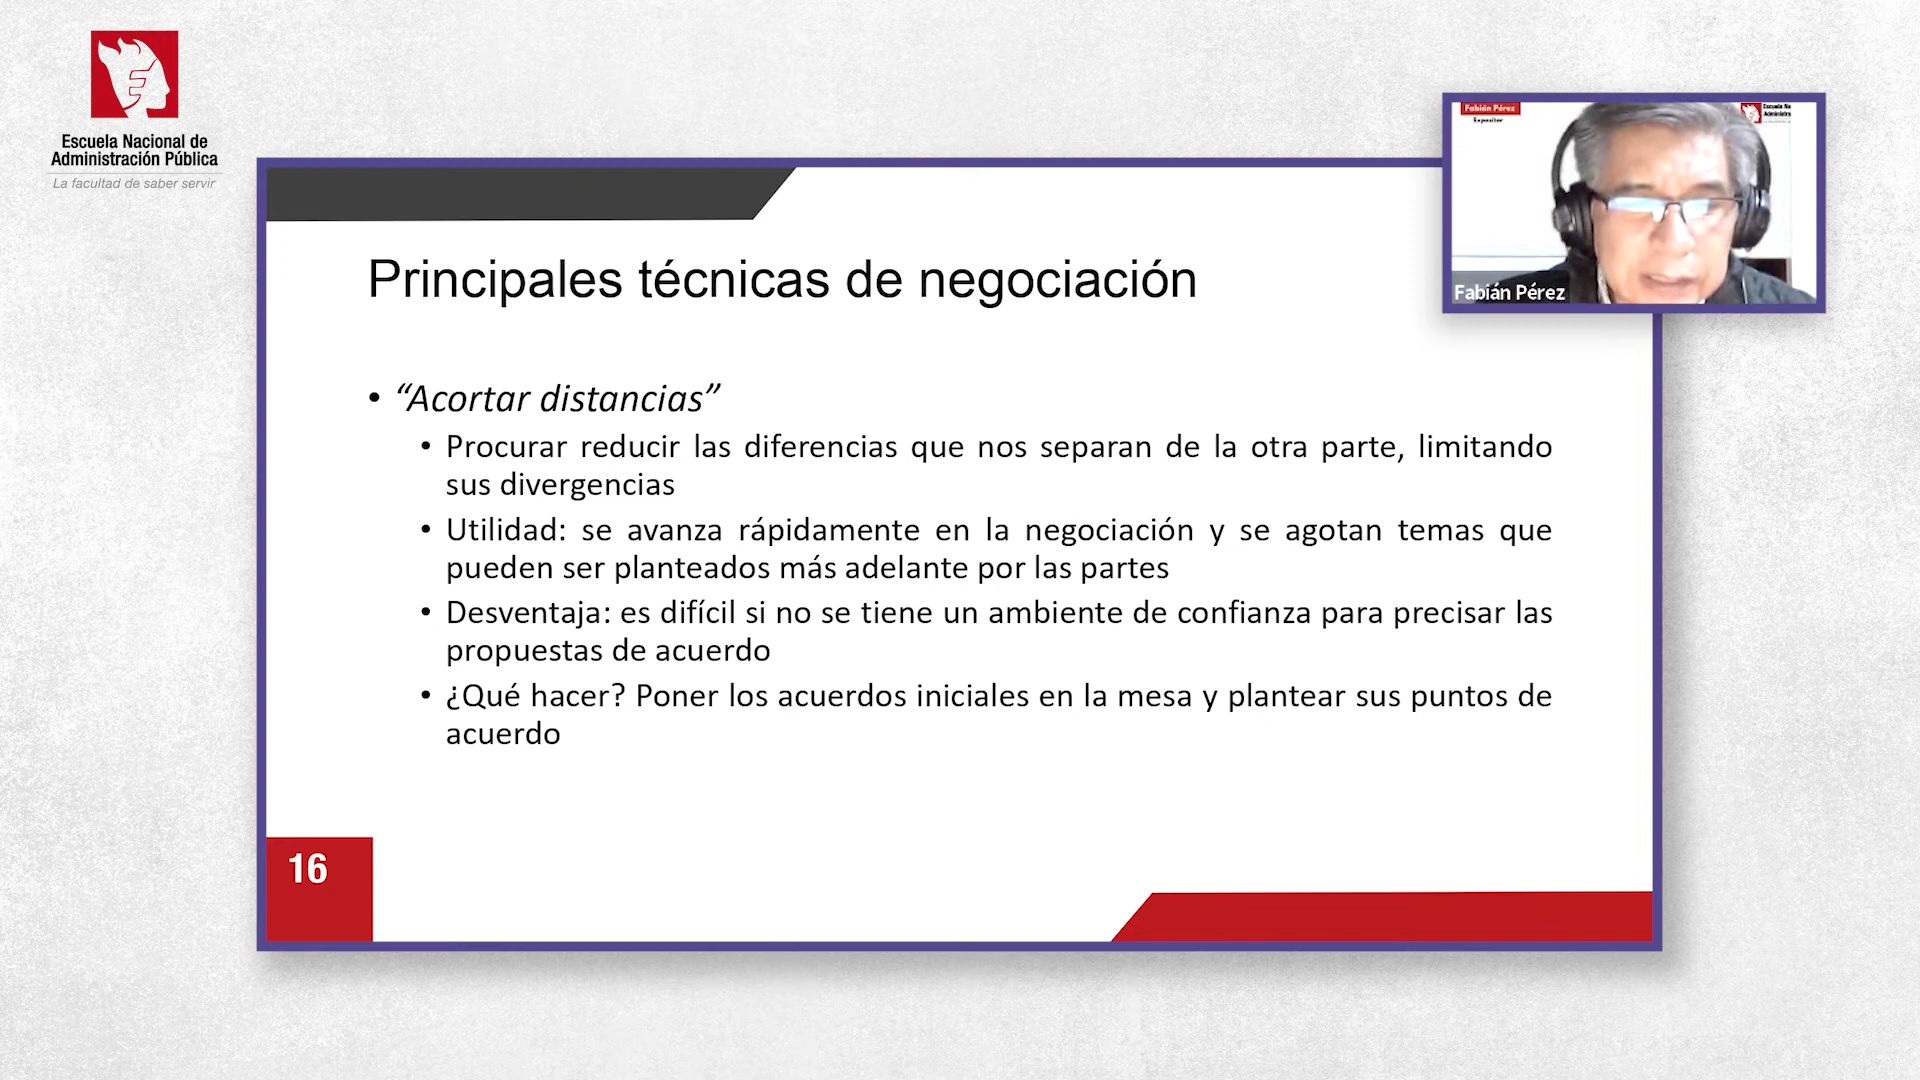 Escuela Nacional de
Administración Pública
La facultad de saber servir
Fabián Pérez
Expositor
Fabián Pérez
Principales técnicas de negociación
• “Acortar distancias”
• Procurar reducir las diferencias que nos separan de la otra parte, limitando
sus divergencias
• Utilidad: se avanza rápidamente en la negociación y se agotan temas que
pueden ser planteados más adelante por las partes
• Desventaja: es difícil si no se tiene un ambiente de confianza para precisar las
propuestas de acuerdo
• ¿Qué hacer? Poner los acuerdos iniciales en la mesa y plantear sus puntos de
acuerdo
16